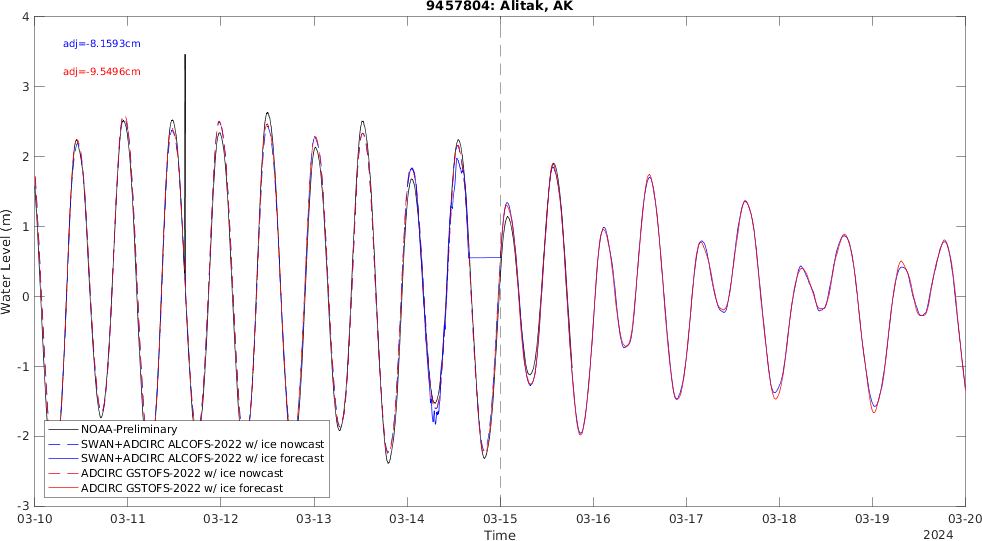 9457804: Alitak, AK
adj=-8.1593cm
adj=-9.5496cm
Water Level (m)
4
3
2
1
0
-1
-2
-3
NOAA-Preliminary
SWAN+ADCIRC ALCOFS-2022 w/ ice nowcast
SWAN+ADCIRC ALCOFS-2022 w/ ice forecast
ADCIRC GSTOFS-2022 w/ ice nowcast
ADCIRC GSTOFS-2022 w/ ice forecast
03-10 03-11 03-12 03-13 03-14 03-15 03-16 03-17 03-18 03-19 03-20
Time
2024